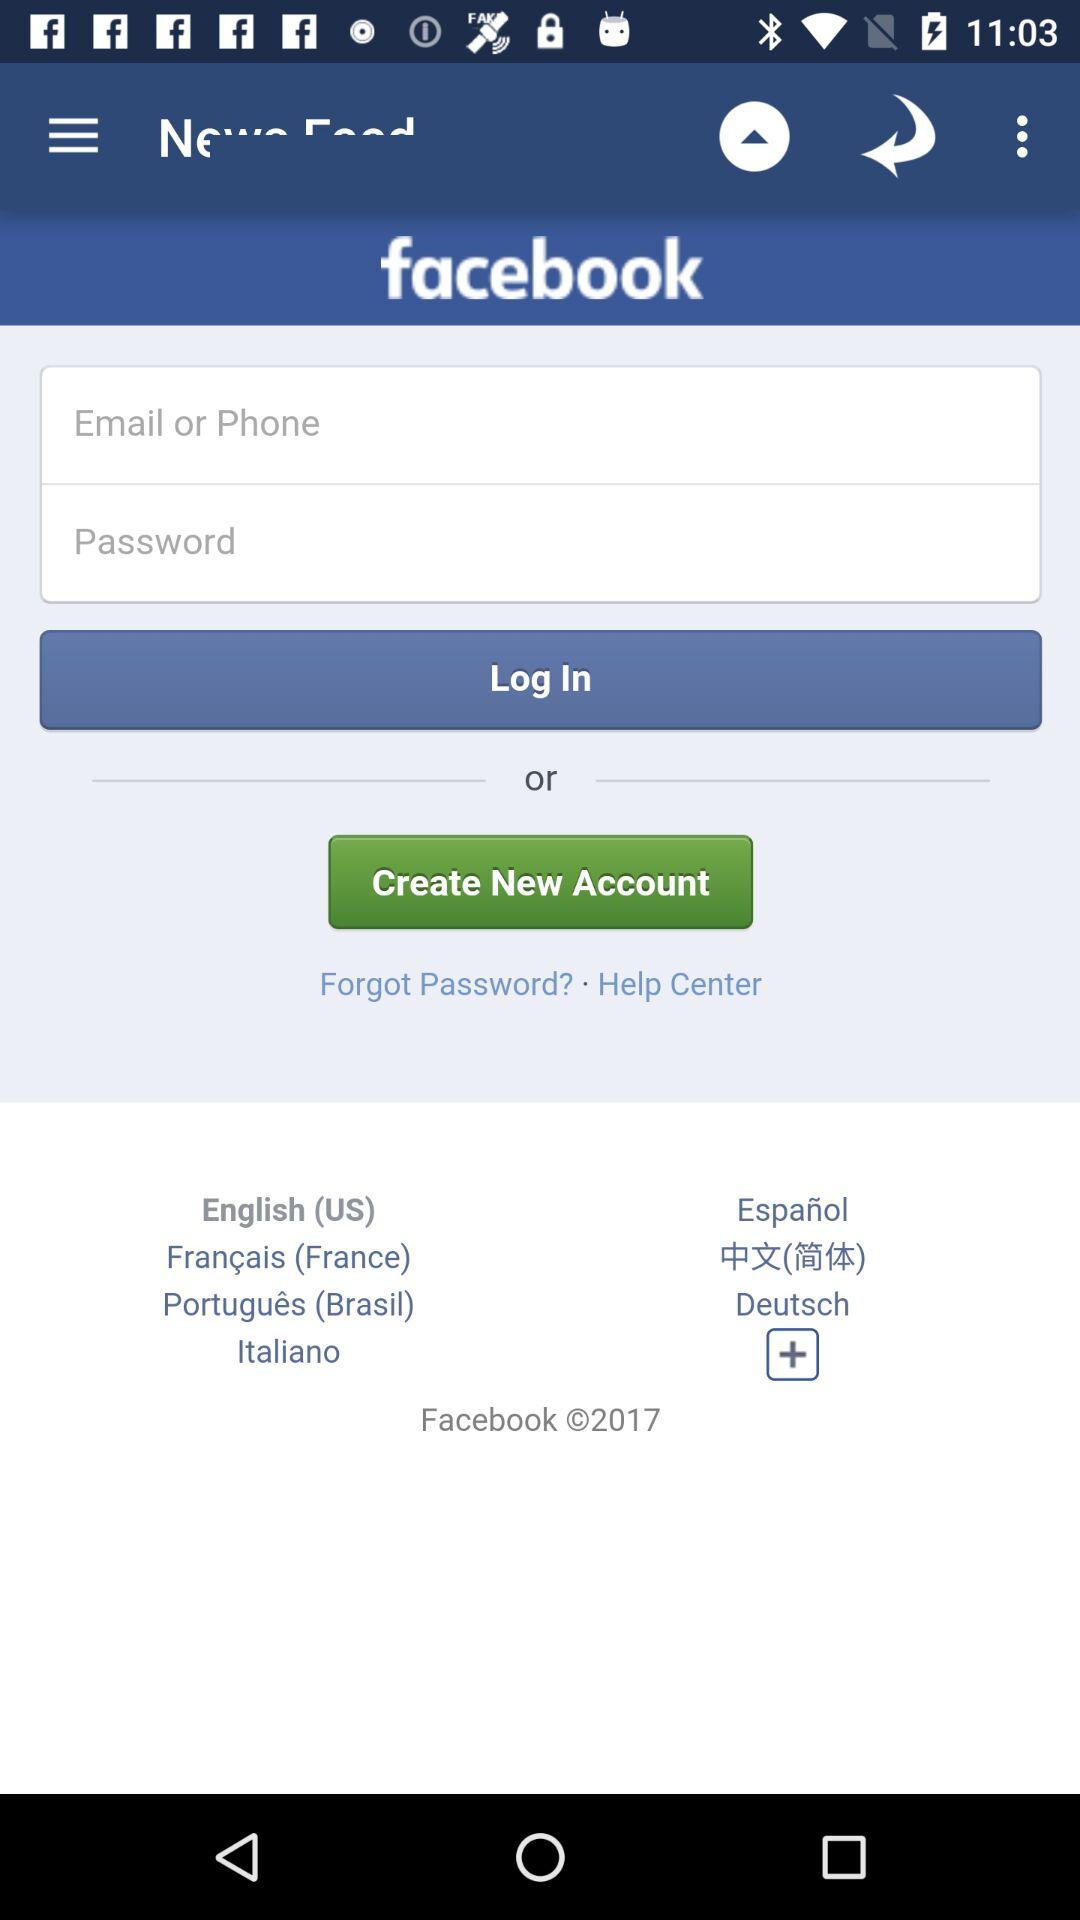 FAKE
11:03
News Feed
facebook
Email or Phone
Password
Log In
or
Create New Account
Forgot Password? · Help Center
English (US)
Español
Français (France)
中文(简体)
Português (Brasil)
Deutsch
Italiano
Facebook ©2017